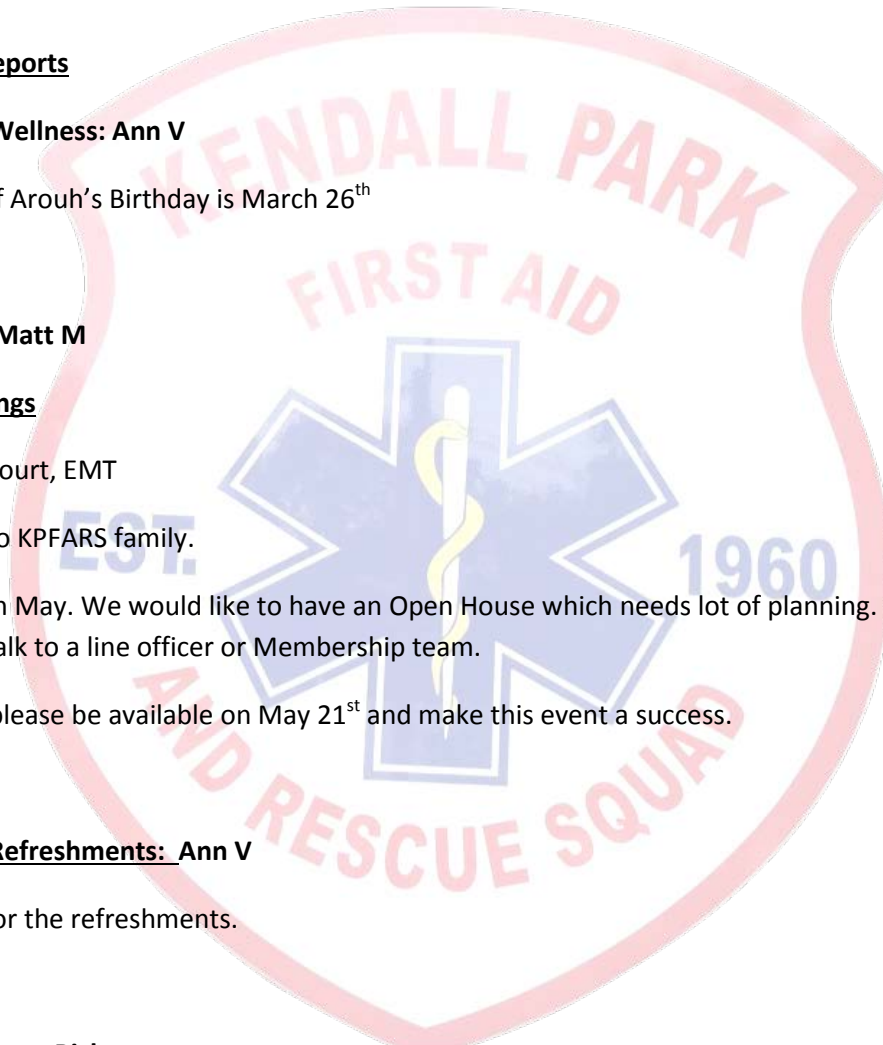 eports
Wellness: Ann V
KENDALL PARK
f Arouh's Birthday is March 26th
FIRST AID
Matt M
ngs
ourt, EMT
EST. 1960
o KPFARS family.
n May. We would like to have an Open House which needs lot of planning.
alk to a line officer or Membership team.
please be available on May 21st and make this event a success.
AND RESCUE SQUAD
Refreshments: Ann V
or the refreshments.